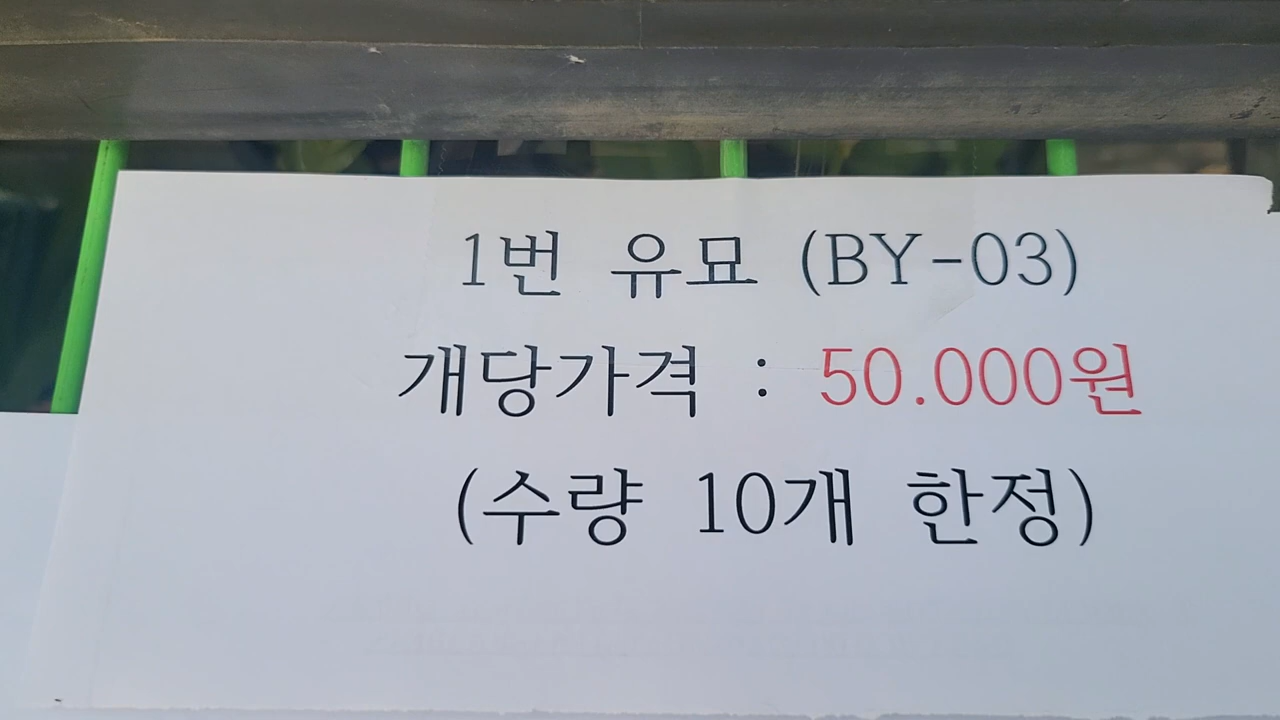 1번 유묘 (BY-03)
개당가격 : 50.000원
(수량 10개 한정)